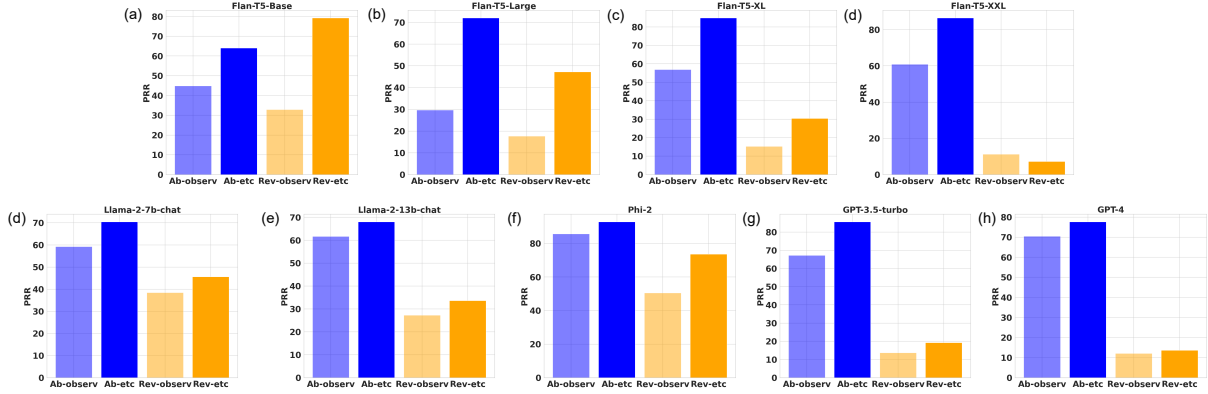 (a) Flan-T5-Base
PRR
80
70
60
50
40
30
20
10
0
Ab-observ Ab-etc Rev-observ Rev-etc
(b) Flan-T5-Large
PRR
70
60
50
40
30
20
10
0
Ab-observ Ab-etc Rev-observ Rev-etc
(c) Flan-T5-XL
PRR
80
70
60
50
40
30
20
10
0
Ab-observ Ab-etc Rev-observ Rev-etc
(d) Flan-T5-XXL
PRR
80
60
40
20
0
Ab-observ Ab-etc Rev-observ Rev-etc
(d) Llama-2-7b-chat
PRR
70
60
50
40
30
20
10
0
Ab-observ Ab-etc Rev-observ Rev-etc
(e) Llama-2-13b-chat
PRR
70
60
50
40
30
20
10
0
Ab-observ Ab-etc Rev-observ Rev-etc
(f) Phi-2
PRR
80
60
40
20
0
Ab-observ Ab-etc Rev-observ Rev-etc
(g) GPT-3.5-turbo
PRR
80
70
60
50
40
30
20
10
0
Ab-observ Ab-etc Rev-observ Rev-etc
(h) GPT-4
PRR
80
70
60
50
40
30
20
10
0
Ab-observ Ab-etc Rev-observ Rev-etc